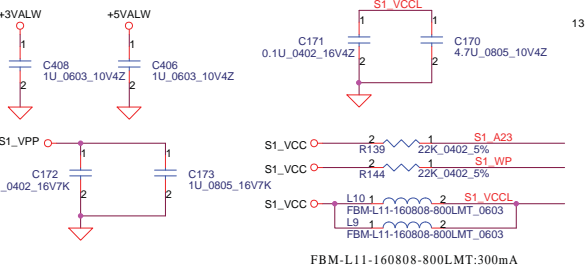 +3VALW
1
C408
1U_0603_10V4Z
2
+5VALW
1
C406
1U_0603_10V4Z
2
S1_VCCL
1
C171
0.1U_0402_16V4Z
2
1
C170
4.7U_0805_10V4Z
2
13
S1_VPP
1
C172
_0402_16V7K
2
1
C173
1U_0805_16V7K
2
S1_VCC
2
1
S1_A23
R139
22K_0402_5%
S1_VCC
2
1
S1_WP
R144
22K_0402_5%
S1_VCC
L10
1
2
S1_VCCL
FBM-L11-160808-800LMT_0603
L9
1
2
FBM-L11-160808-800LMT_0603
FBM-L11-160808-800LMT:300mA